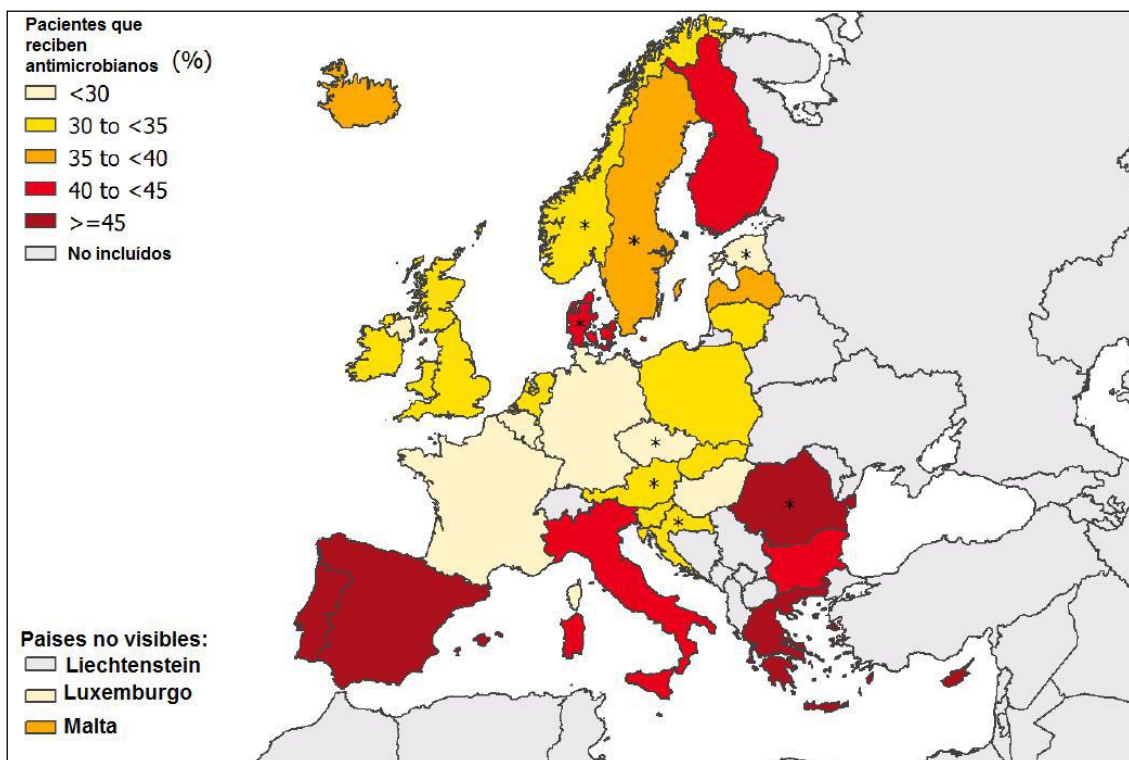 Pacientes que
reciben
antimicrobianos (%)
<30
30 to <35
35 to <40
40 to <45
>=45
No incluídos
*
*
*
*
*
*
*
*
Paises no visibles:
Liechtenstein
Luxemburgo
Malta